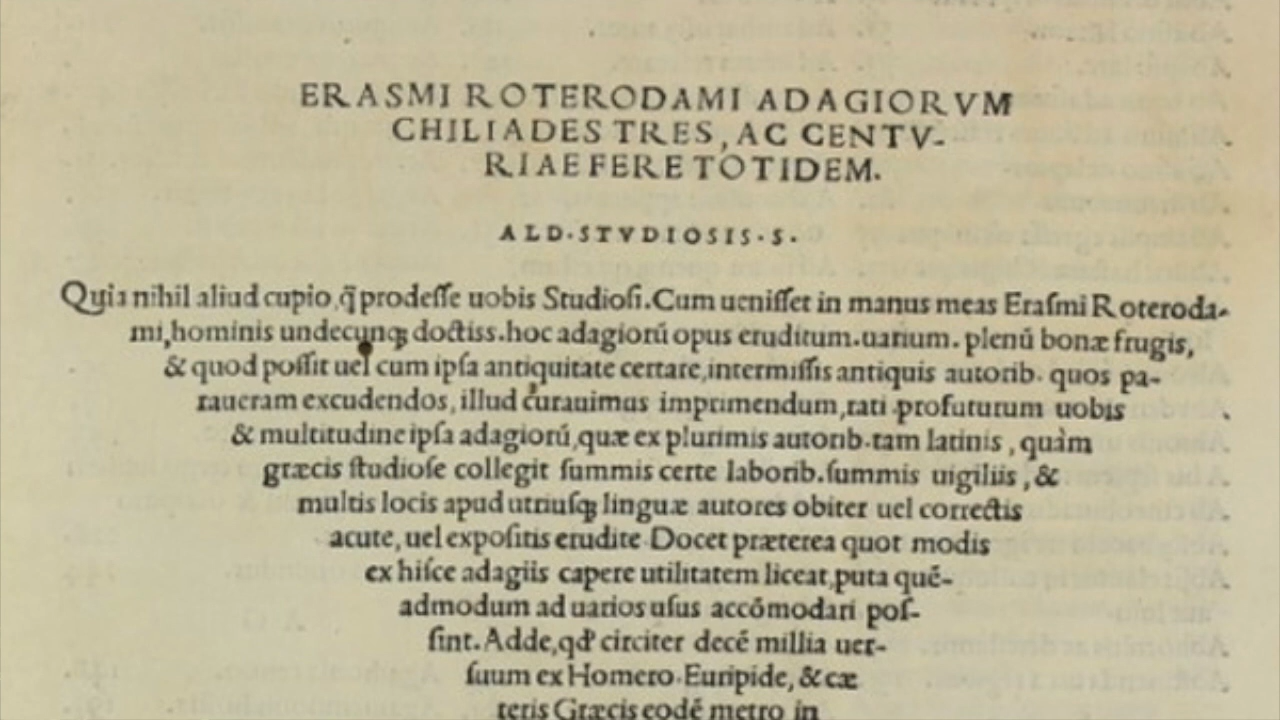 ERASMI ROTERODAMI ADAGIORVM
CHILIADES TRES, AC CENTV-
RIAE FERE TOTIDEM.
ALD·STVDIOSIS·S.
Quia nihil aliud cupio,q̃ prodeſſe uobis Studioſi.Cum ueniſſet in manus meas Eraſmi Roteroda-
mi,hominis undecunqꝫ doctiss.hoc adagiorũ opus eruditum.uarium. plenũ bonæ frugis,
& quod poſſit uel cum ipſa antiquitate certare,intermiſſis antiquis autorib. quos pa-
raueram excudendos, illud curauimus imprimendum,rati profuturum uobis
& multitudine ipſa adagiorũ,quæ ex plurimis autorib.tam latinis , quàm
græcis ſtudioſe collegit ſummis certe laborib.ſummis uigiliis , &
multis locis apud utriuſqꝫ linguæ autores obiter uel correctis
acute, uel expoſitis erudite. Docet præterea quot modis
ex hiſce adagiis capere utilitatem liceat,puta quẽ-
admodum ad uarios uſus accõmodari poſ-
ſint. Adde,qđ circiter decẽ millia uer-
ſuum ex Homero. Euripide, & cæ
teris Græcis eodẽ metro in